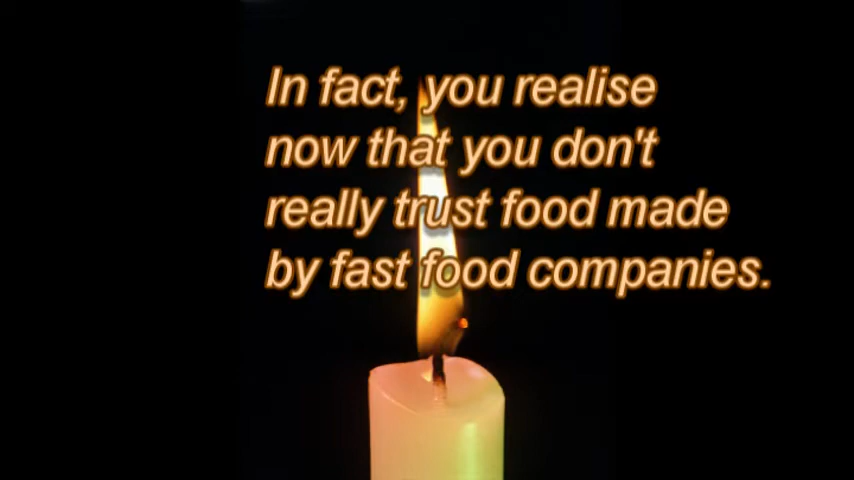 In fact, you realise
now that you don't
really trust food made
by fast food companies.